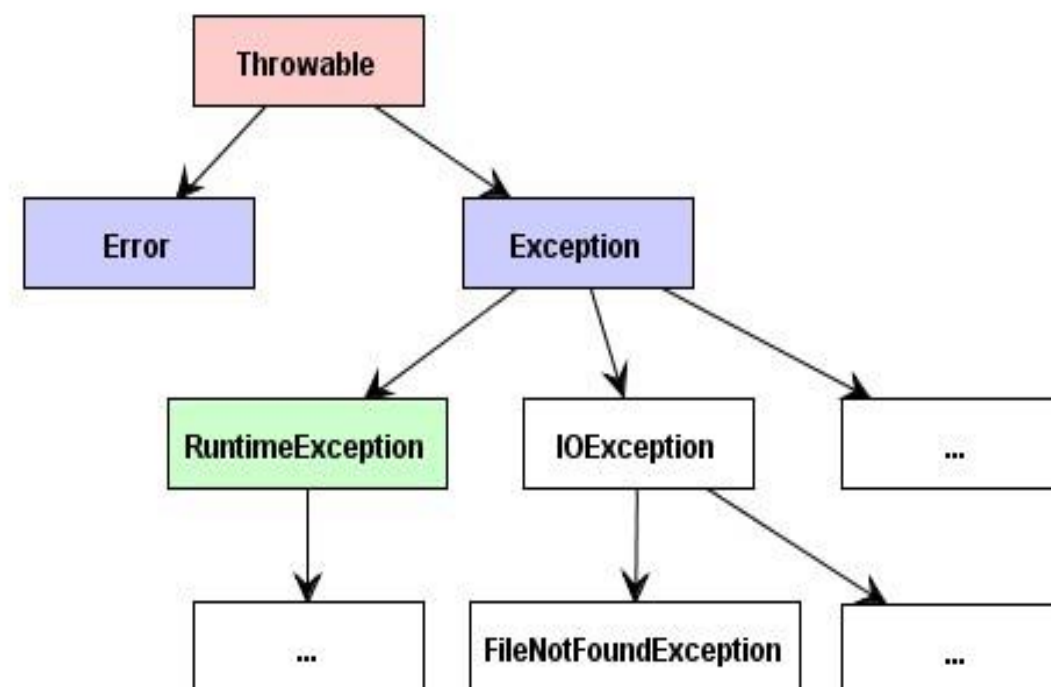 Throwable
Error
Exception
RuntimeException
IOException
...
...
FileNotFoundException
...